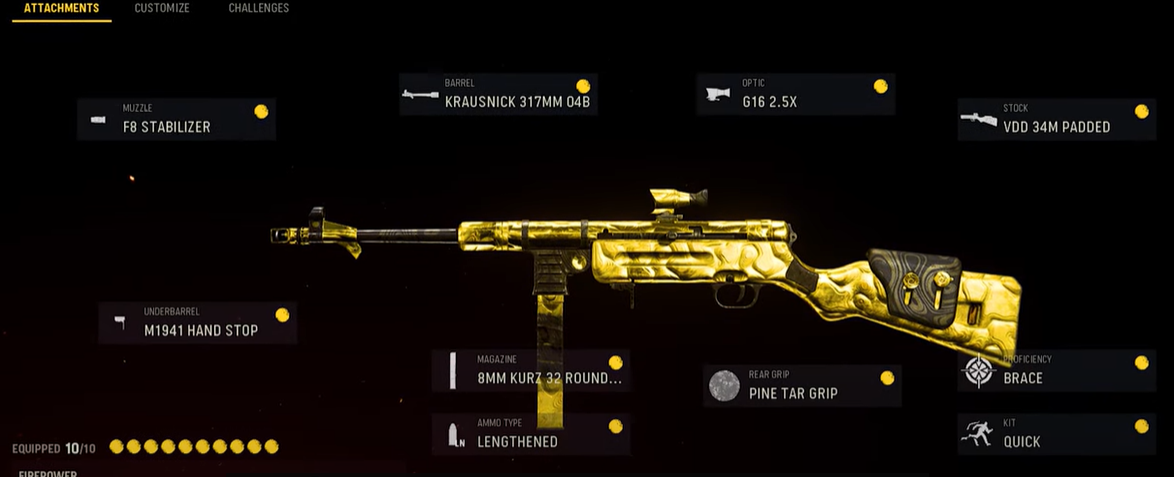 ATTACHMENTS CUSTOMIZE CHALLENGES
BARREL
KRAUSNICK 317MM 04B
OPTIC
G16 2.5X
MUZZLE
F8 STABILIZER
STOCK
VDD 34M PADDED
UNDERBARREL
M1941 HAND STOP
MAGAZINE
8MM KURZ 32 ROUND...
REAR GRIP
PINE TAR GRIP
PROFICIENCY
BRACE
AMMO TYPE
LN
LENGTHENED
KIT
QUICK
EQUIPPED 10/10
FIREPOWER